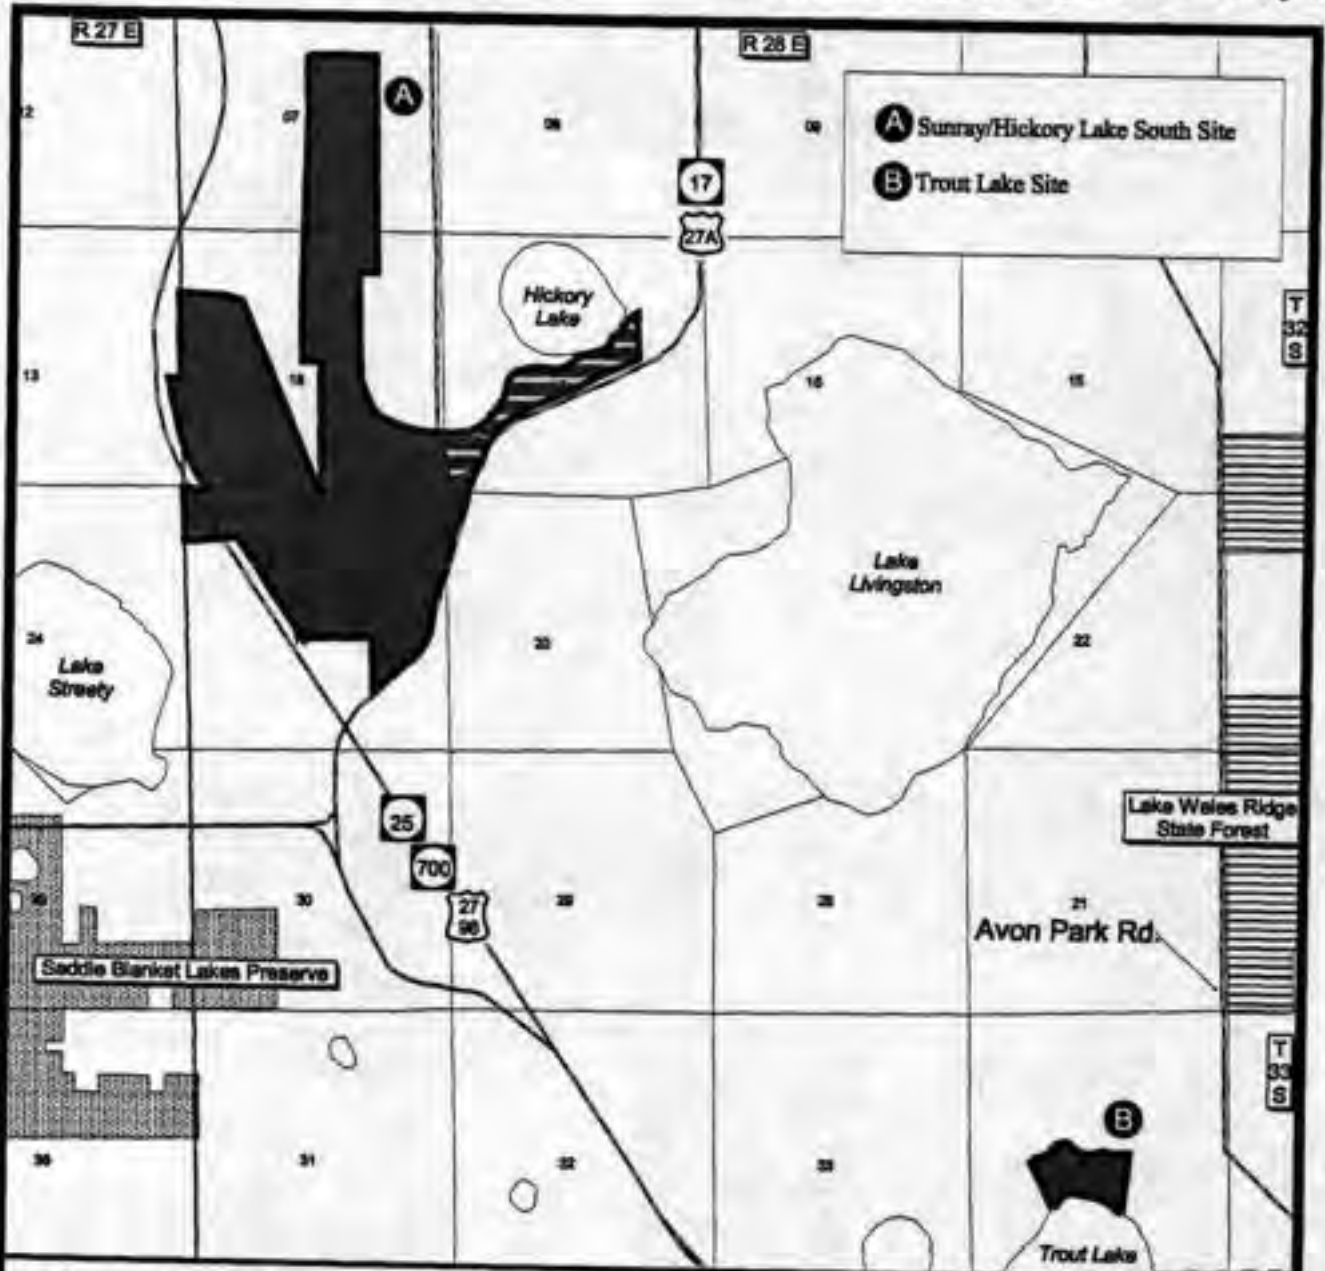 R 27 E
R 28 E
A
07
08
09
A Sunray/Hickory Lake South Site
B Trout Lake Site
17
27A
Hickory
Lake
T
32
S
13
18
16
15
Lake
Livingston
24
Lake
Streety
20
22
25
700
27
98
Lake Wales Ridge
State Forest
30
29
28
21
Avon Park Rd.
Saddle Blanket Lakes Preserve
T
33
S
B
36
31
32
33
Trout Lake